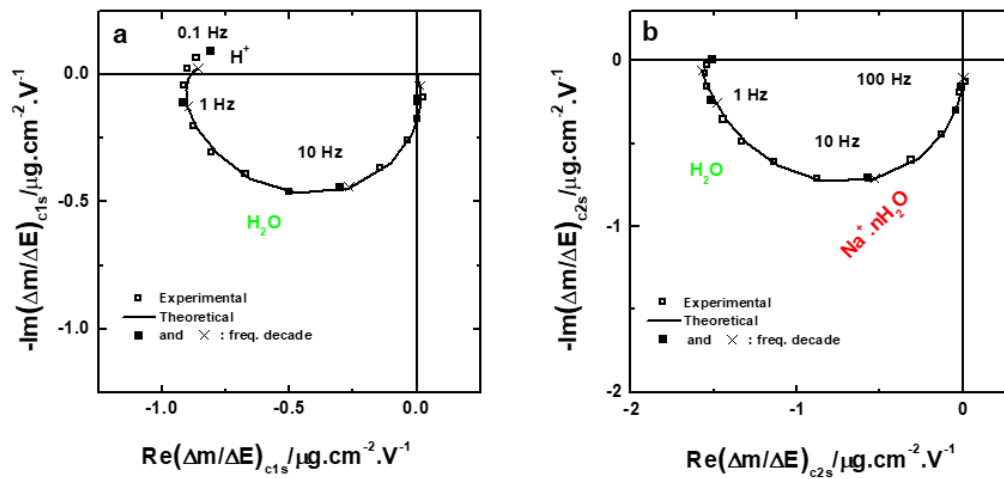 a
0.1 Hz
H⁺
0.0
1 Hz
10 Hz
-0.5
H₂O
Experimental
Theoretical
-1.0
and × : freq. decade
-1.0 -0.5 0.0
Re(Δm/ΔE)c1s/μg.cm⁻².V⁻¹
-Im(Δm/ΔE)c1s/μg.cm⁻².V⁻¹
b
0
100 Hz
1 Hz
10 Hz
H₂O
-1
Na⁺.nH₂O
Experimental
Theoretical
and × : freq. decade
-2
-2 -1 0
Re(Δm/ΔE)c2s/μg.cm⁻².V⁻¹
-Im(Δm/ΔE)c2s/μg.cm⁻².V⁻¹